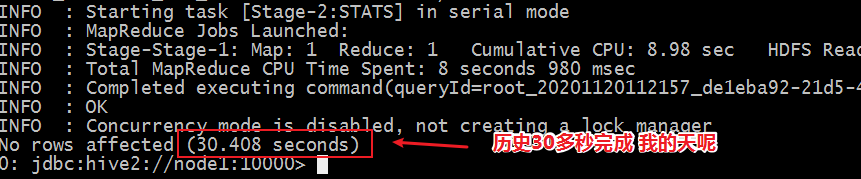 INFO  : Starting task [Stage-2:STATS] in serial mode
INFO  : MapReduce Jobs Launched:
INFO  : Stage-Stage-1: Map: 1  Reduce: 1   Cumulative CPU: 8.98 sec   HDFS Read
INFO  : Total MapReduce CPU Time Spent: 8 seconds 980 msec
INFO  : Completed executing command(queryId=root_20201120112157_de1eba92-21d5-4
INFO  : OK
INFO  : Concurrency mode is disabled, not creating a lock manager
No rows affected (30.408 seconds) 历史30多秒完成 我的天呢
0: jdbc:hive2://node1:10000>